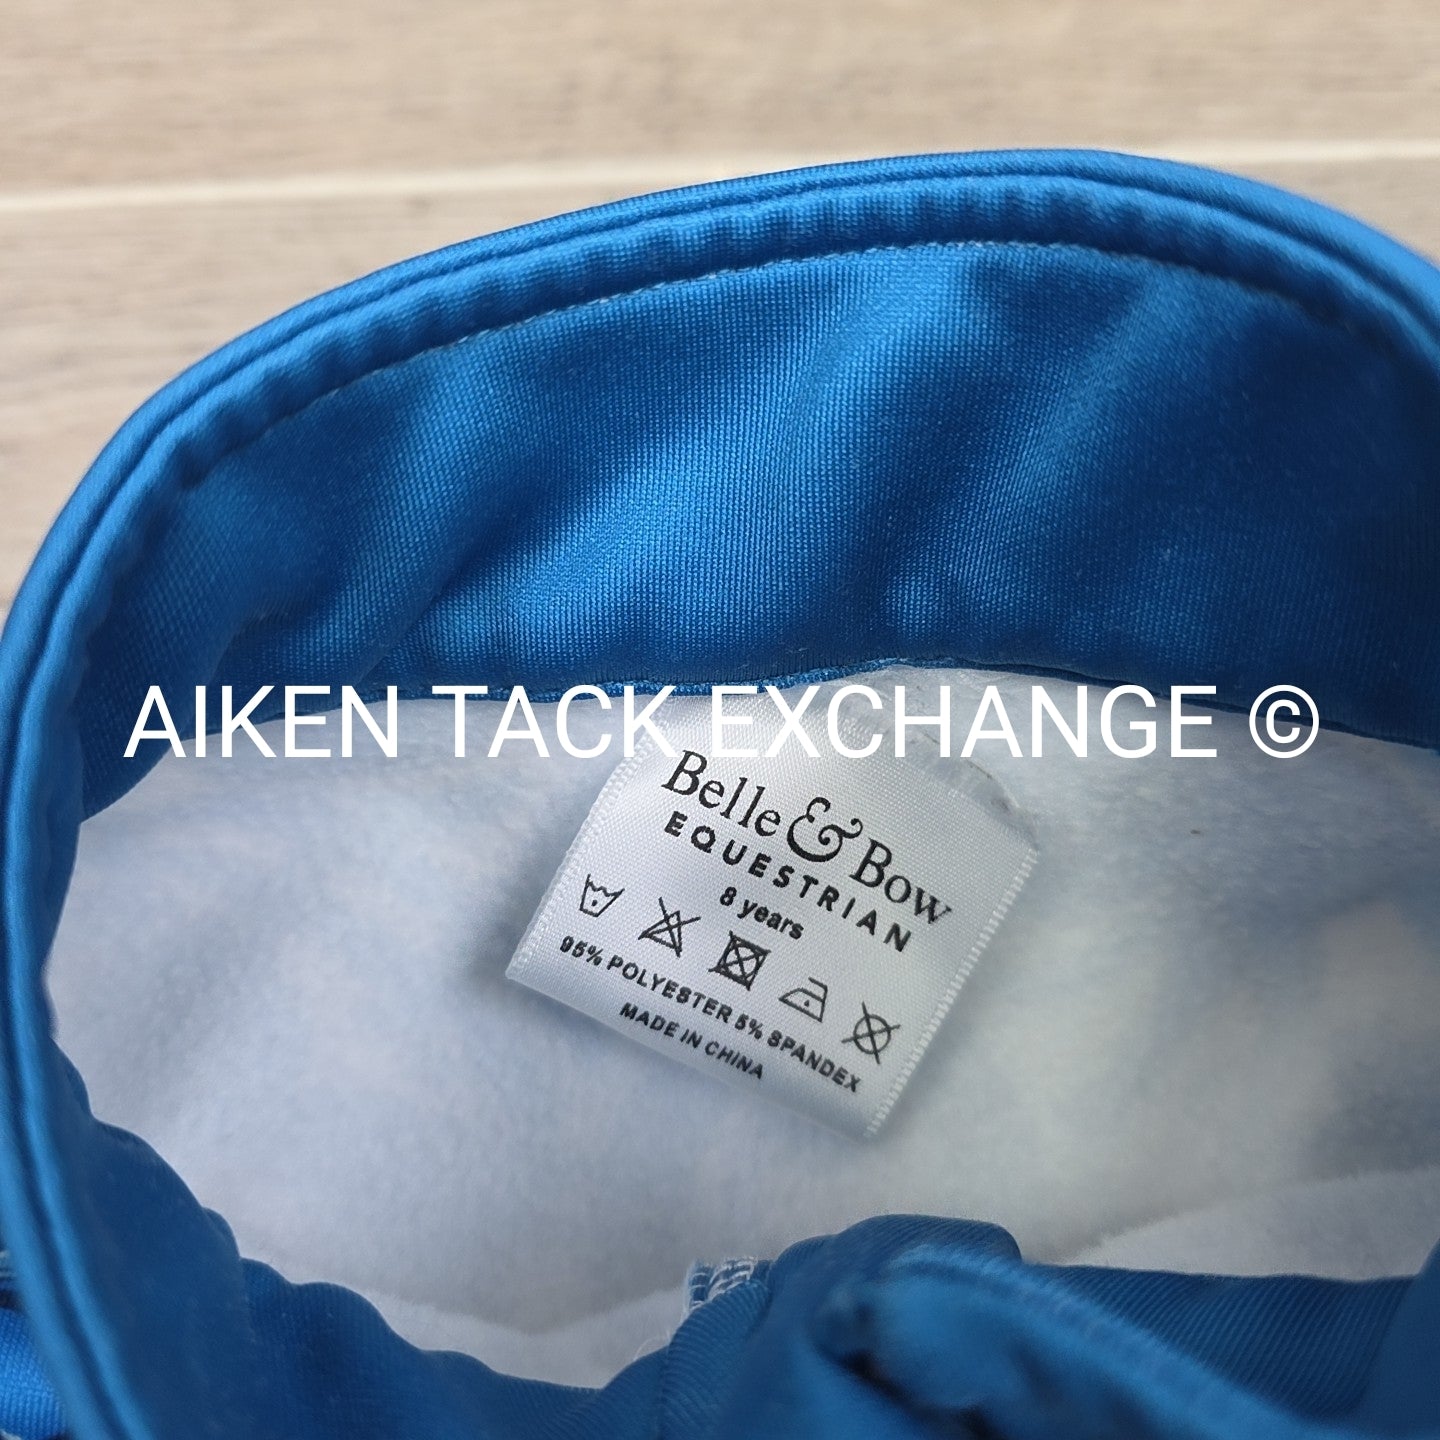 AIKEN TACK EXCHANGE ©
Belle & Bow
EQUESTRIAN
8 years
95% POLYESTER 5% SPANDEX
MADE IN CHINA